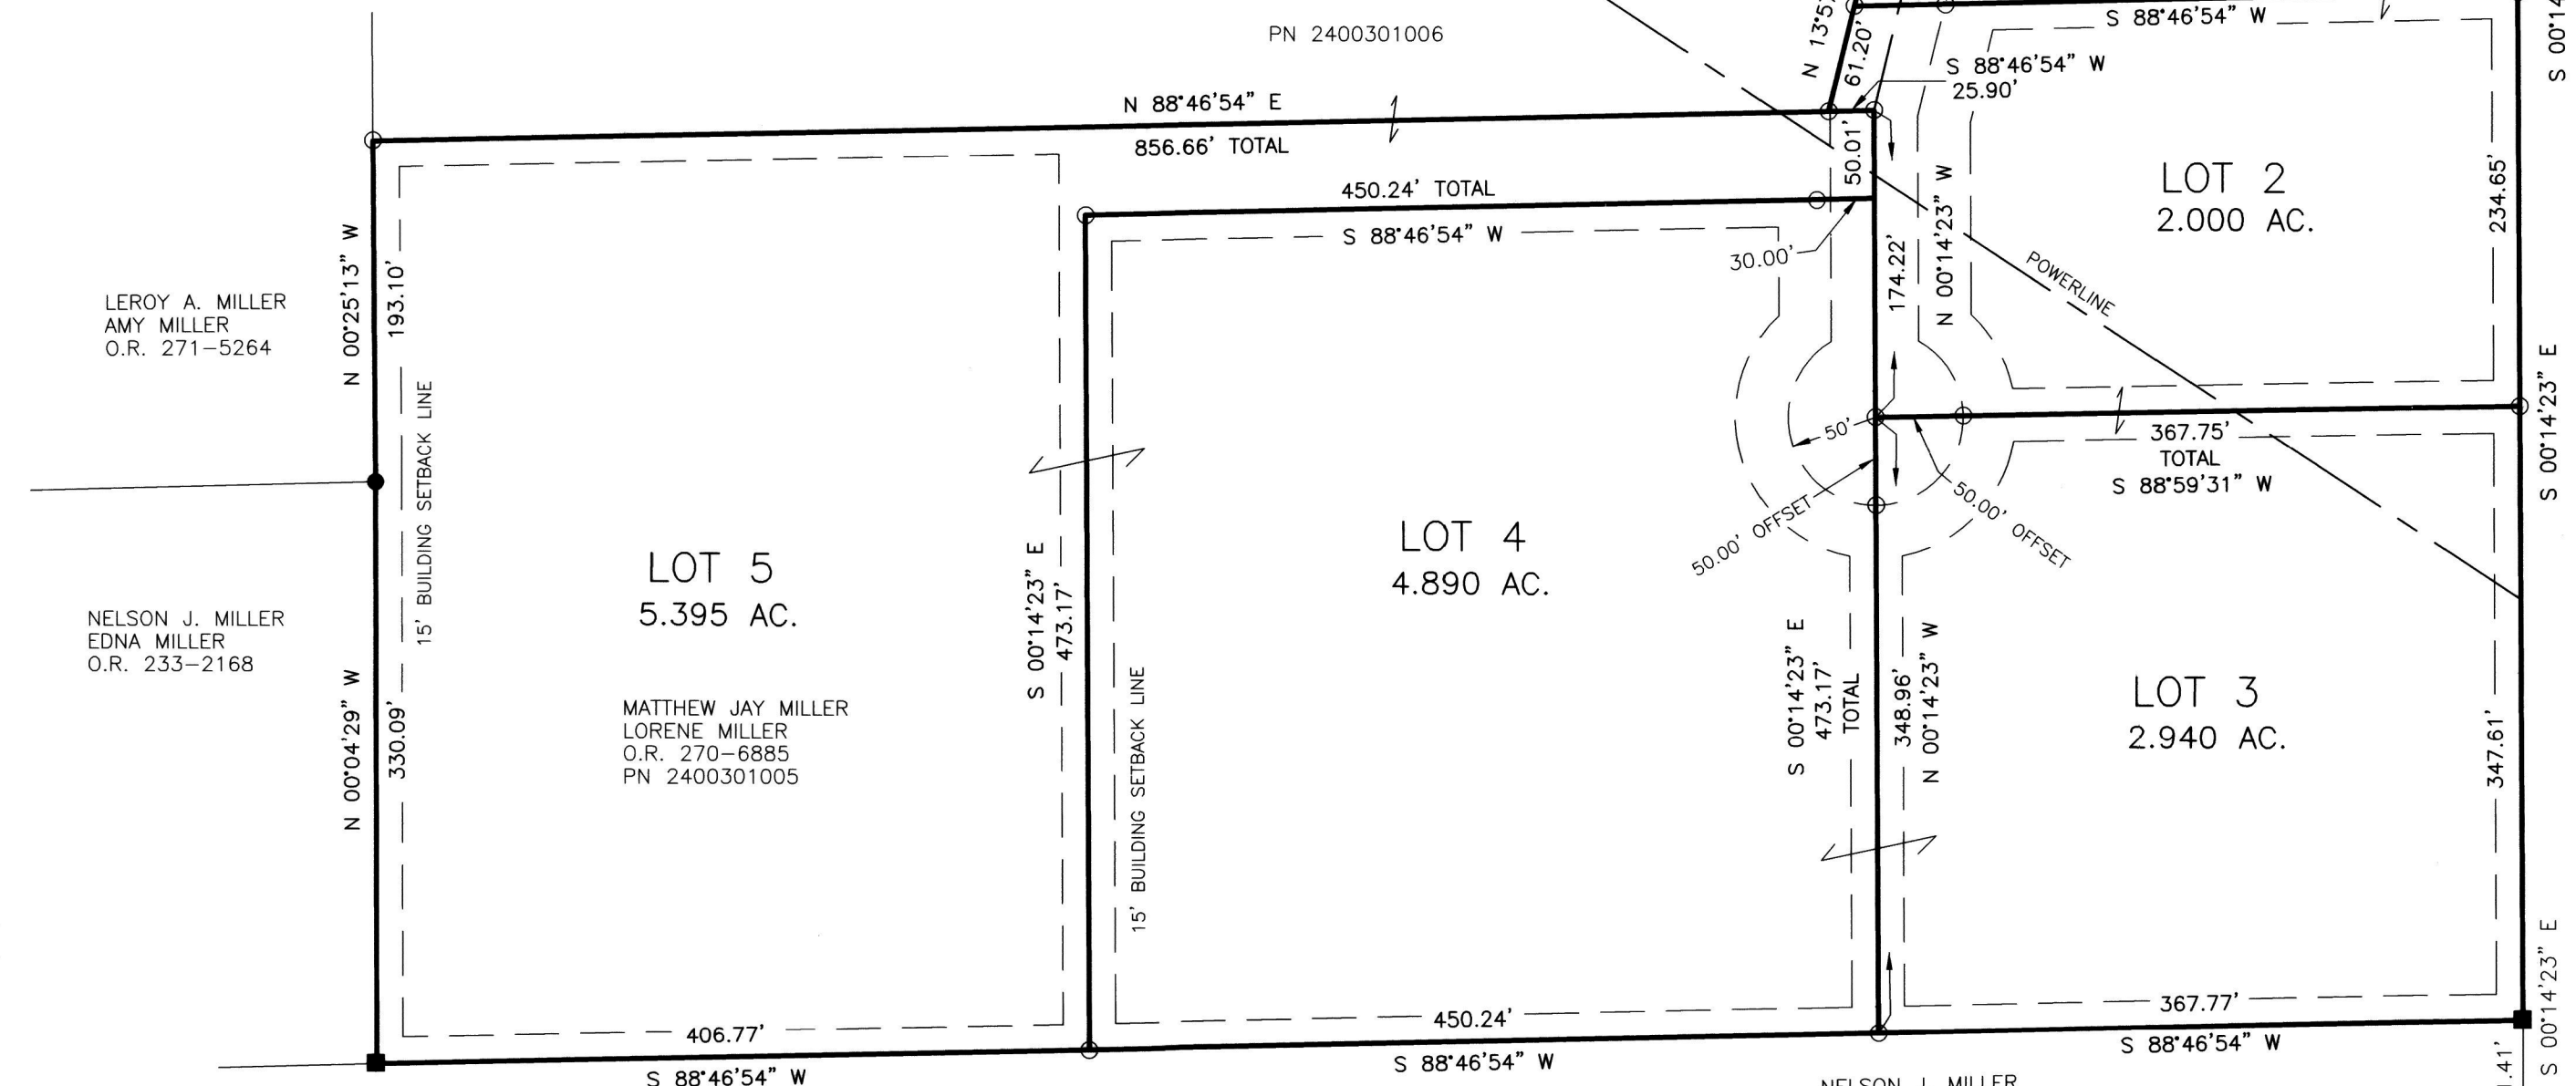 PN 2400301006
N 13°5
61.20'
S 88°46'54" W
S 88°46'54" W
25.90'
S 00°14
N 88°46'54" E
856.66' TOTAL
50.01'
450.24' TOTAL
S 88°46'54" W
30.00'
174.22'
N 00°14'23" W
LOT 2
2.000 AC.
234.65'
POWERLINE
N 00°25'13" W
193.10'
LEROY A. MILLER
AMY MILLER
O.R. 271-5264
15' BUILDING SETBACK LINE
50'
367.75'
TOTAL
S 88°59'31" W
S 00°14'23" E
50.00' OFFSET
50.00' OFFSET
LOT 5
5.395 AC.
LOT 4
4.890 AC.
S 00°14'23" E
473.17'
NELSON J. MILLER
EDNA MILLER
O.R. 233-2168
MATTHEW JAY MILLER
LORENE MILLER
O.R. 270-6885
PN 2400301005
N 00°04'29" W
330.09'
15' BUILDING SETBACK LINE
S 00°14'23" E
473.17'
TOTAL
348.96'
N 00°14'23" W
LOT 3
2.940 AC.
347.61'
406.77'
S 88°46'54" W
450.24'
S 88°46'54" W
367.77'
S 88°46'54" W
S 00°14'23" E
.41'
NELSON J. MILLER